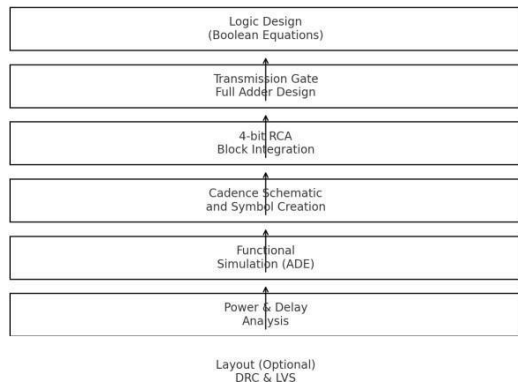 Logic Design
(Boolean Equations)
Transmission Gate
Full Adder Design
4-bit RCA
Block Integration
Cadence Schematic
and Symbol Creation
Functional
Simulation (ADE)
Power & Delay
Analysis
Layout (Optional)
DRC & LVS